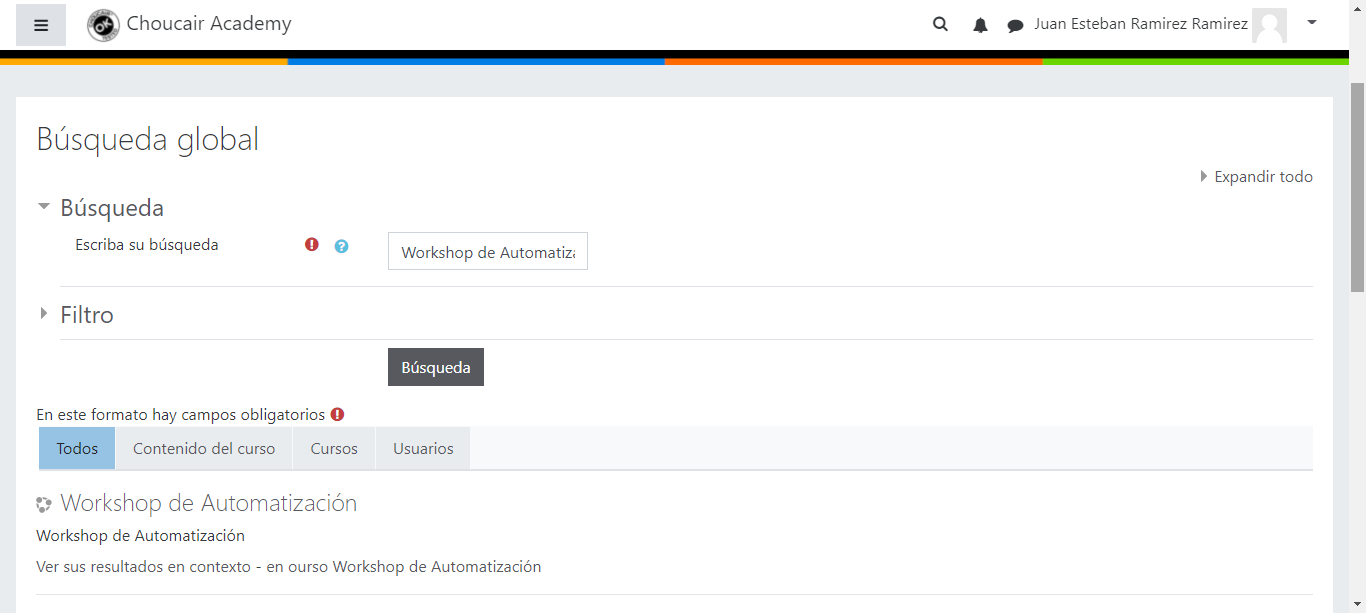 Choucair Academy
Juan Esteban Ramirez Ramirez
Búsqueda global
Expandir todo
Búsqueda
Escriba su búsqueda
Workshop de Automatiza
Filtro
Búsqueda
En este formato hay campos obligatorios
Todos
Contenido del curso
Cursos
Usuarios
Workshop de Automatización
Workshop de Automatización
Ver sus resultados en contexto - en ourso Workshop de Automatización